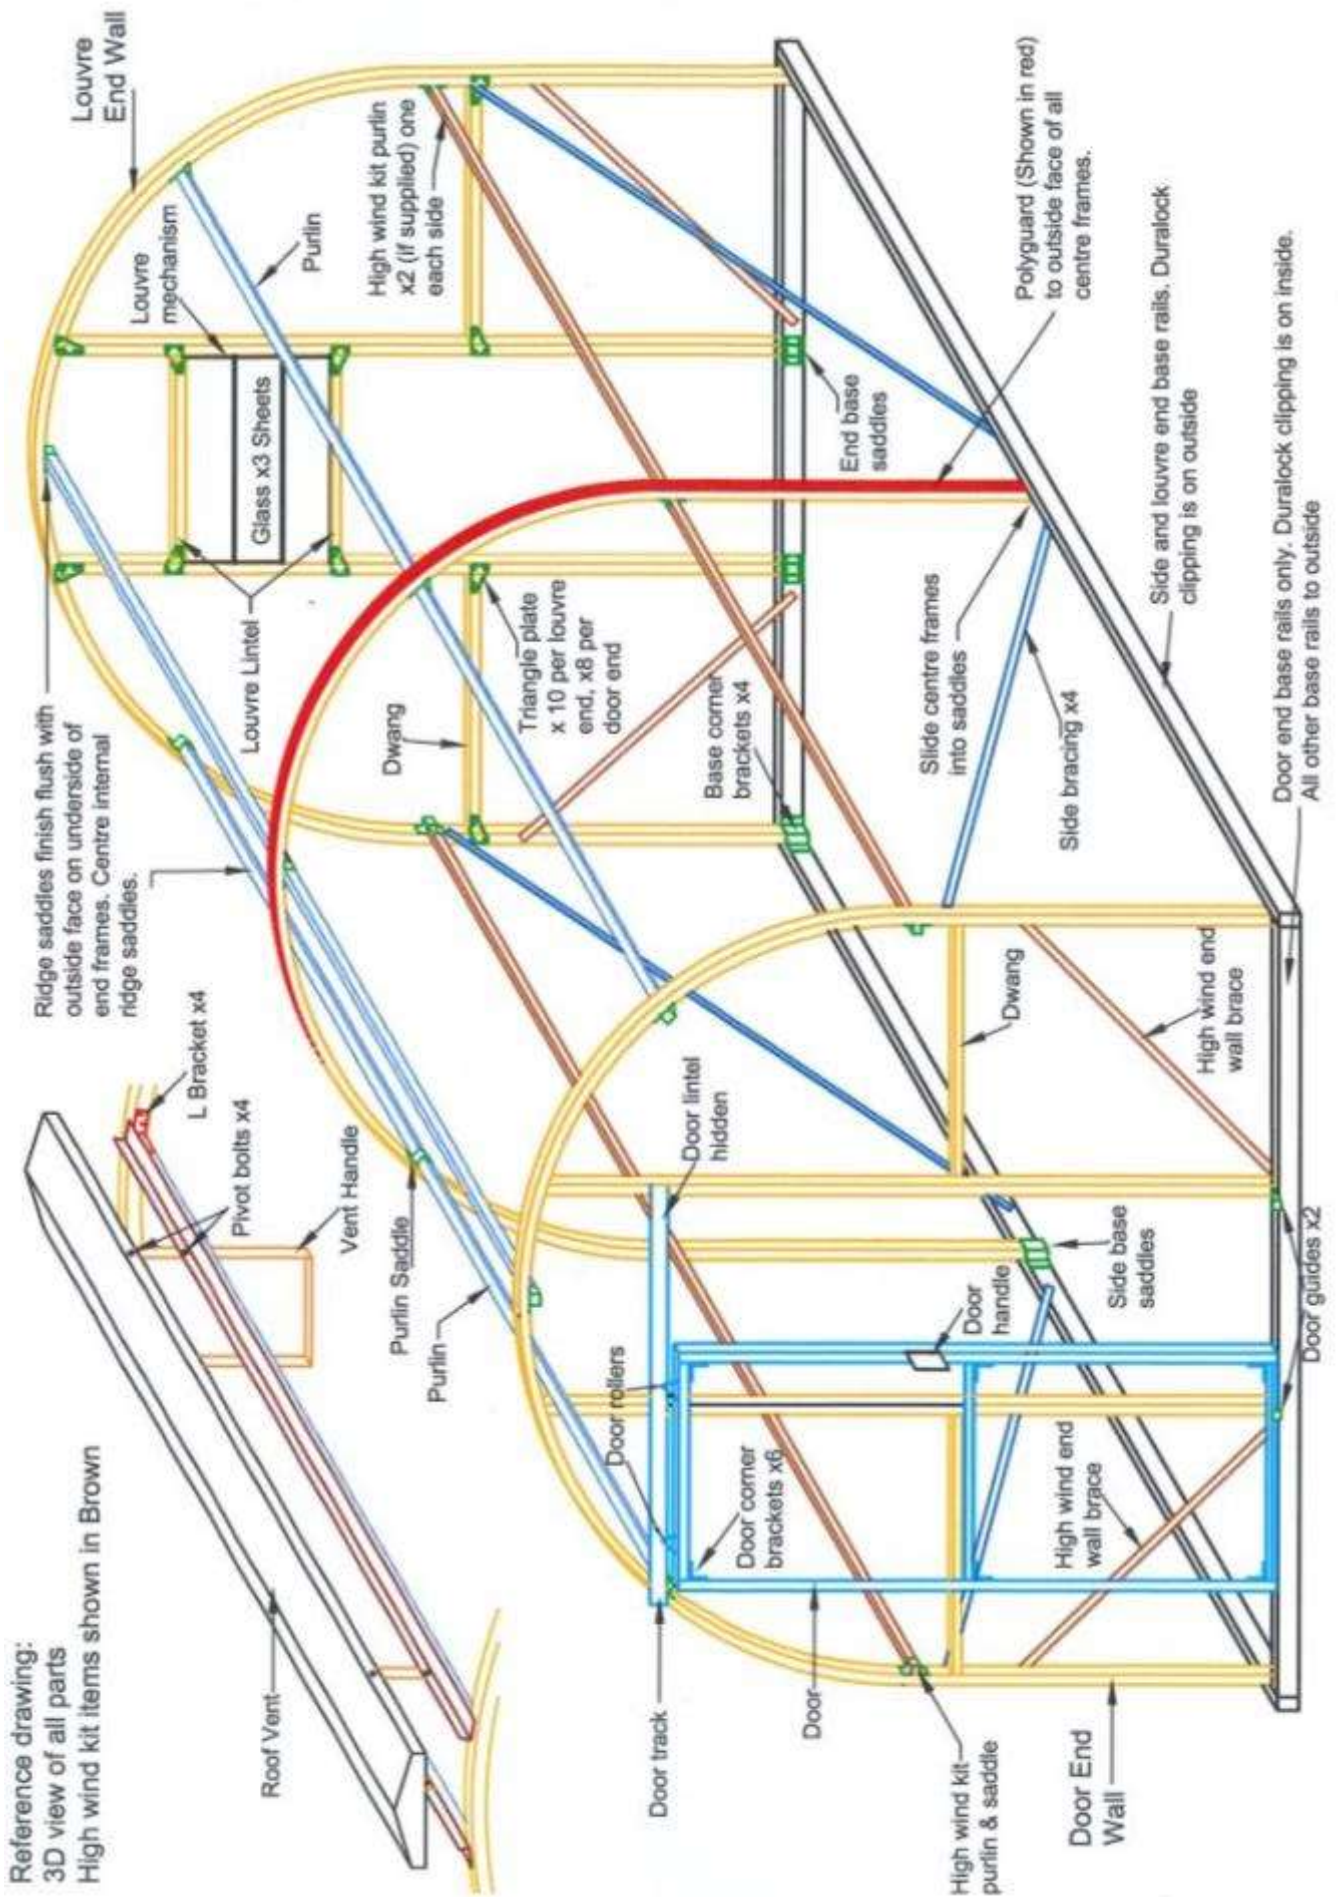 Reference drawing:
3D view of all parts
High wind kit items shown in Brown
Roof Vent
L Bracket x4
Pivot bolts x4
Vent Handle
Ridge saddles finish flush with
outside face on underside of
end frames. Centre internal
ridge saddles.
Louvre
End Wall
Louvre
mechanism
Purlin
High wind kit purlin
x2 (if supplied) one
each side
Glass x3 Sheets
Louvre Lintel
Dwang
Triangle plate
x 10 per louvre
end, x8 per
door end
End base
saddles
Base corner
brackets x4
Polyguard (Shown in red)
to outside face of all
centre frames.
Slide centre frames
into saddles
Side bracing x4
Side and louvre end base rails. Duralock
clipping is on outside
Door end base rails only. Duralock clipping is on inside.
All other base rails to outside
Purlin Saddle
Purlin
Door rollers
Door lintel
hidden
Dwang
High wind end
wall brace
Door corner
brackets x6
Door
handle
Side base
saddles
Door guides x2
High wind end
wall brace
Door track
Door
High wind kit
purlin & saddle
Door End
Wall